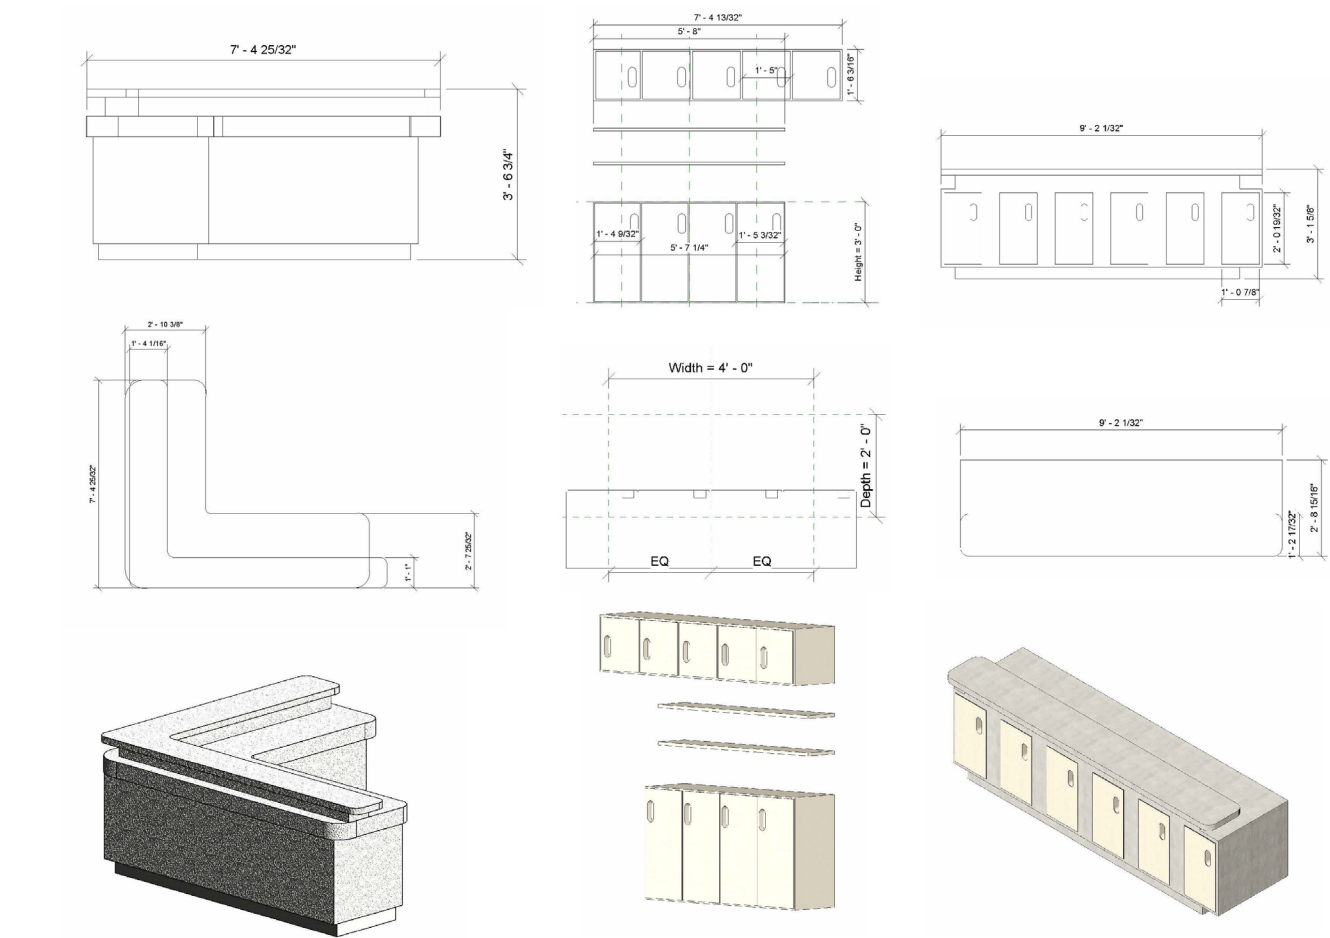 7' - 4 25/32"
3' - 6 3/4"
7' - 4 13/32"
5' - 8"
1' - 5"
1' - 6 3/16"
1' - 4 9/32"
1' - 5 3/32"
5' - 7 1/4"
Height = 3' - 0"
9' - 2 1/32"
2' - 0 19/32"
3' - 1 5/8"
1' - 0 7/8"
2' - 10 3/8"
1' - 4 1/16"
7' - 4 25/32"
2' - 7 25/32"
1' - 1"
Width = 4' - 0"
Depth = 2' - 0"
EQ EQ
9' - 2 1/32"
1' - 2 17/32"
2' - 8 15/16"